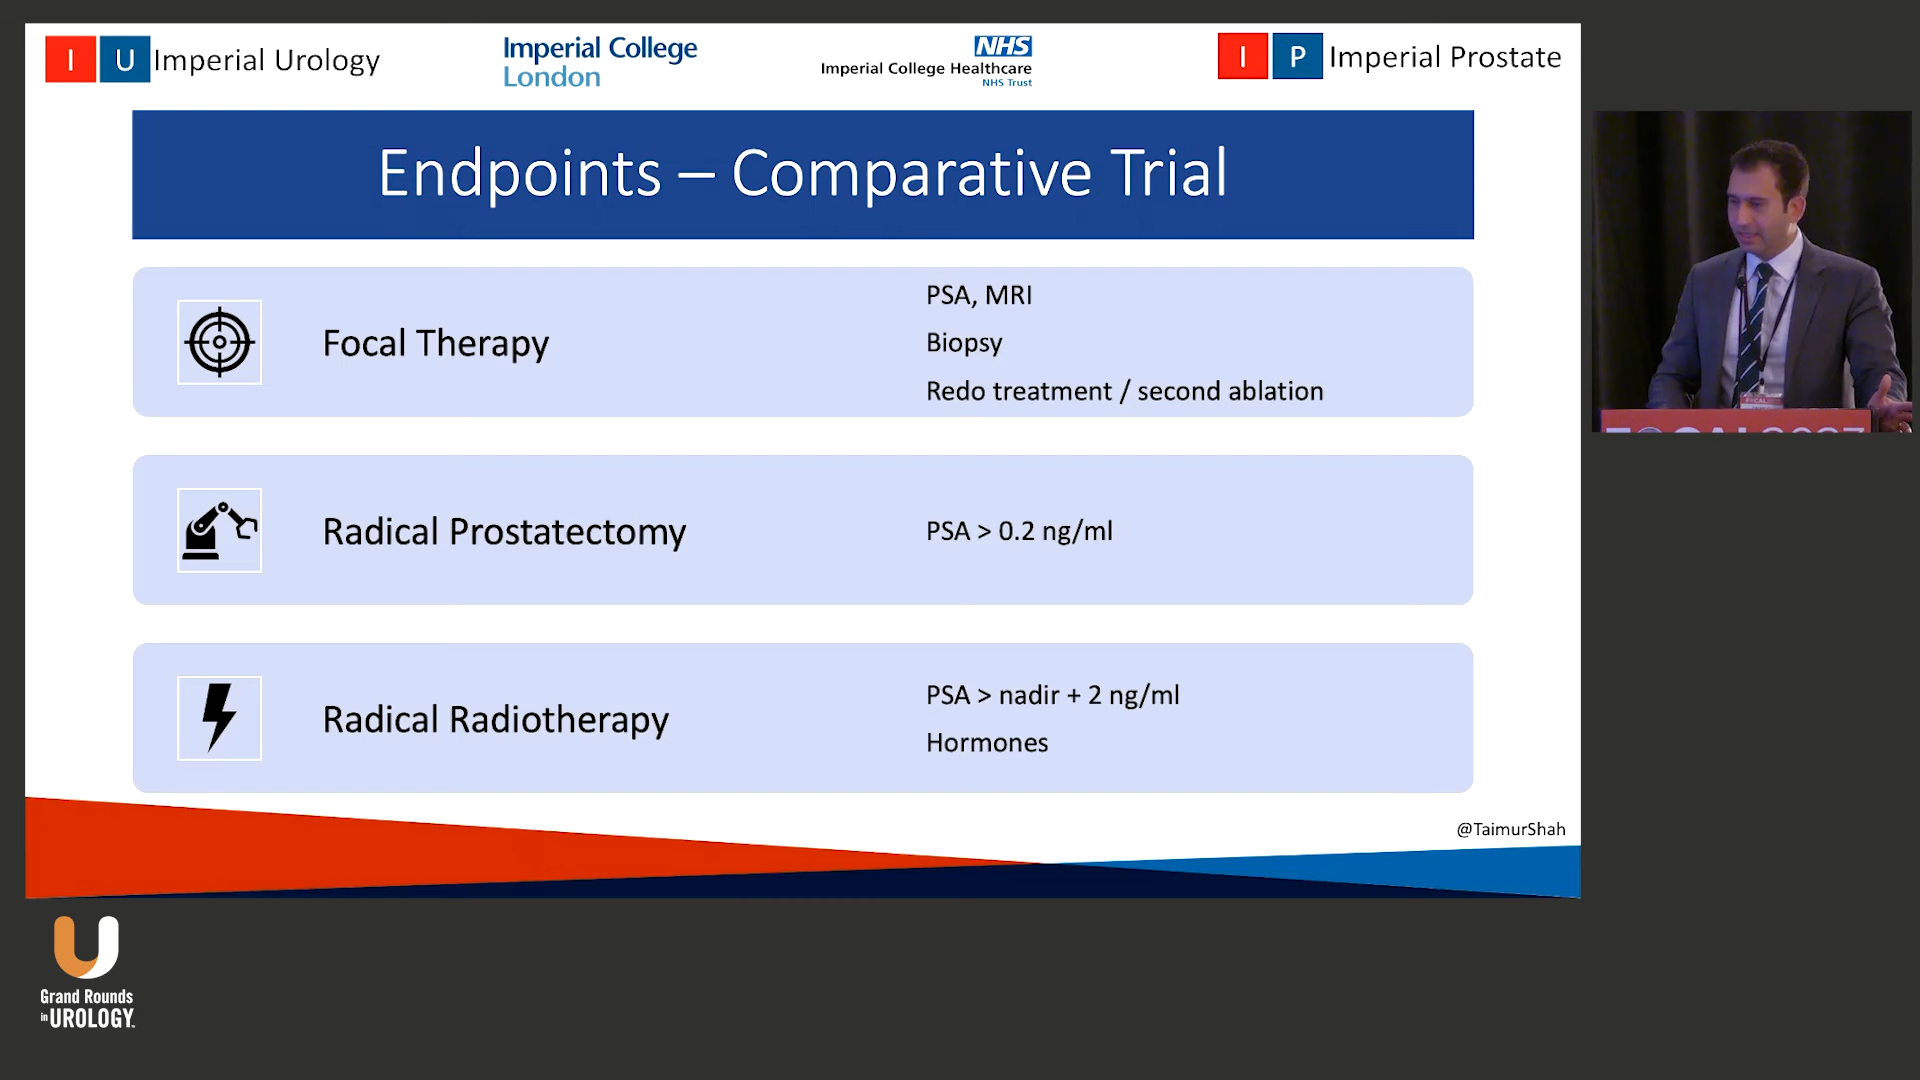 I U Imperial Urology
Imperial College
London
NHS
Imperial College Healthcare
NHS Trust
I P Imperial Prostate
Endpoints – Comparative Trial
Focal Therapy
PSA, MRI
Biopsy
Redo treatment / second ablation
Radical Prostatectomy
PSA > 0.2 ng/ml
Radical Radiotherapy
PSA > nadir + 2 ng/ml
Hormones
@TaimurShah
Grand Rounds
in UROLOGY